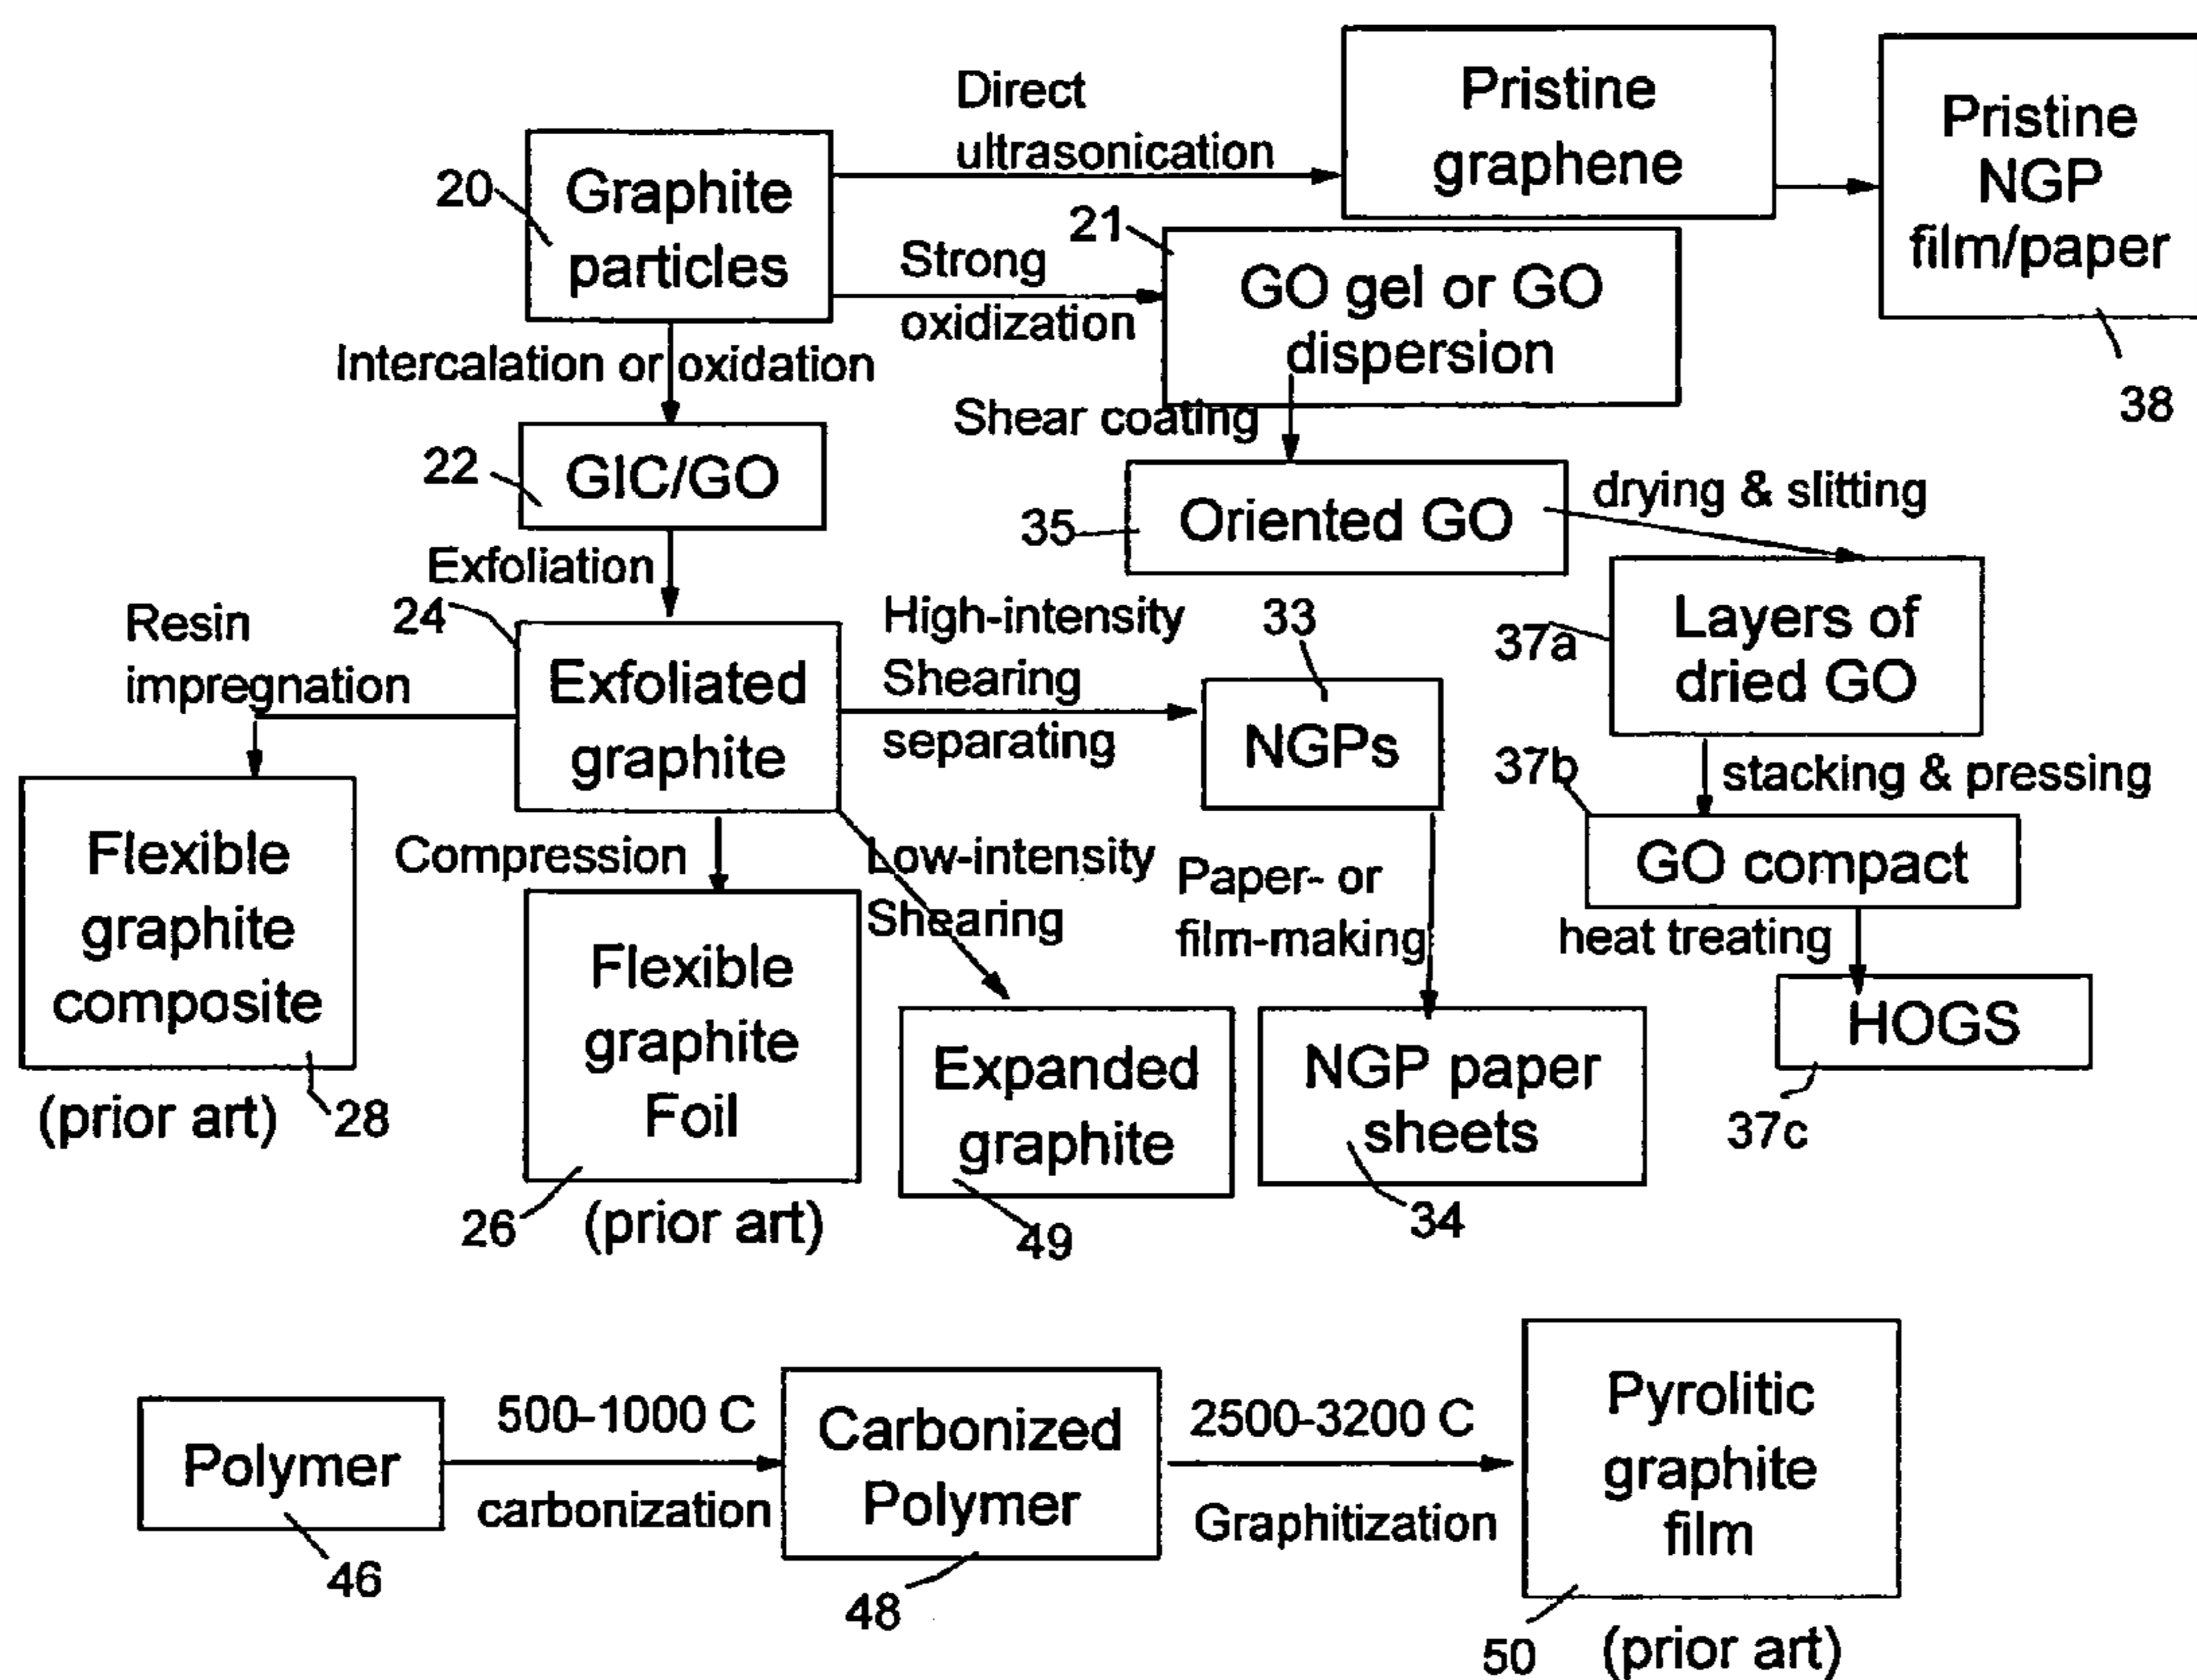 Direct
ultrasonication
Pristine
graphene
Pristine
NGP
film/paper
38
20
Graphite
particles
Strong
oxidization
21
GO gel or GO
dispersion
Intercalation or oxidation
Shear coating
22
GIC/GO
35
Oriented GO
drying & slitting
Exfoliation
24
Resin
impregnation
Exfoliated
graphite
High-intensity
Shearing
separating
33
NGPs
37a
Layers of
dried GO
37b
stacking & pressing
GO compact
heat treating
HOGS
37c
Flexible
graphite
composite
(prior art)
28
Compression
Flexible
graphite
Foil
26
(prior art)
Low-intensity
Shearing
Expanded
graphite
49
Paper- or
film-making
NGP paper
sheets
34
Polymer
46
500-1000 C
carbonization
Carbonized
Polymer
48
2500-3200 C
Graphitization
Pyrolitic
graphite
film
50
(prior art)